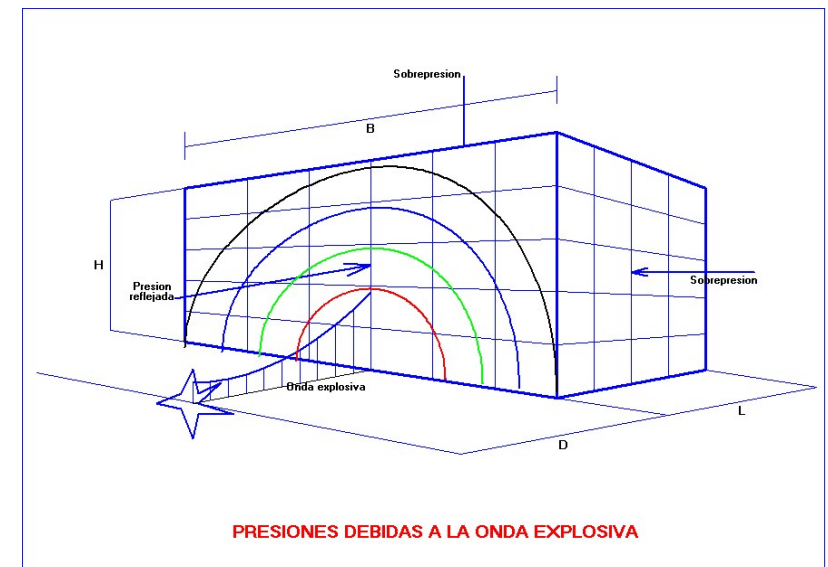 Sobrepresion
B
H
Presion
reflejada
Sobrepresion
Onda explosiva
L
D
PRESIONES DEBIDAS A LA ONDA EXPLOSIVA